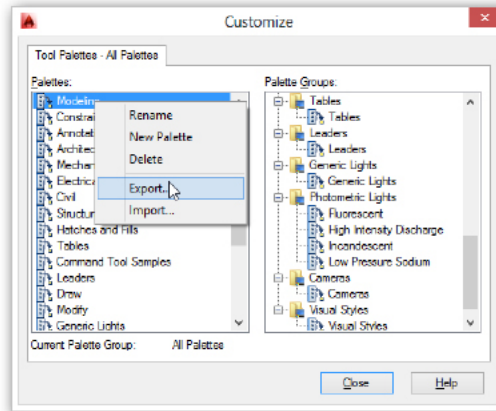 Customize
Tool Palettes - All Palettes
Palettes:
Modeling
Constrai
Annotat
Architec
Mechan
Electrica
Civil
Structur
Hatches and Fills
Tables
Command Tool Samples
Leaders
Draw
Modify
Generic Lights
Rename
New Palette
Delete
Export...
Import...
Palette Groups:
Tables
Tables
Leaders
Leaders
Generic Lights
Generic Lights
Photometric Lights
Fluorescent
High Intensity Discharge
Incandescent
Low Pressure Sodium
Cameras
Cameras
Visual Styles
Visual Styles
Current Palette Group: All Palettes
Close Help